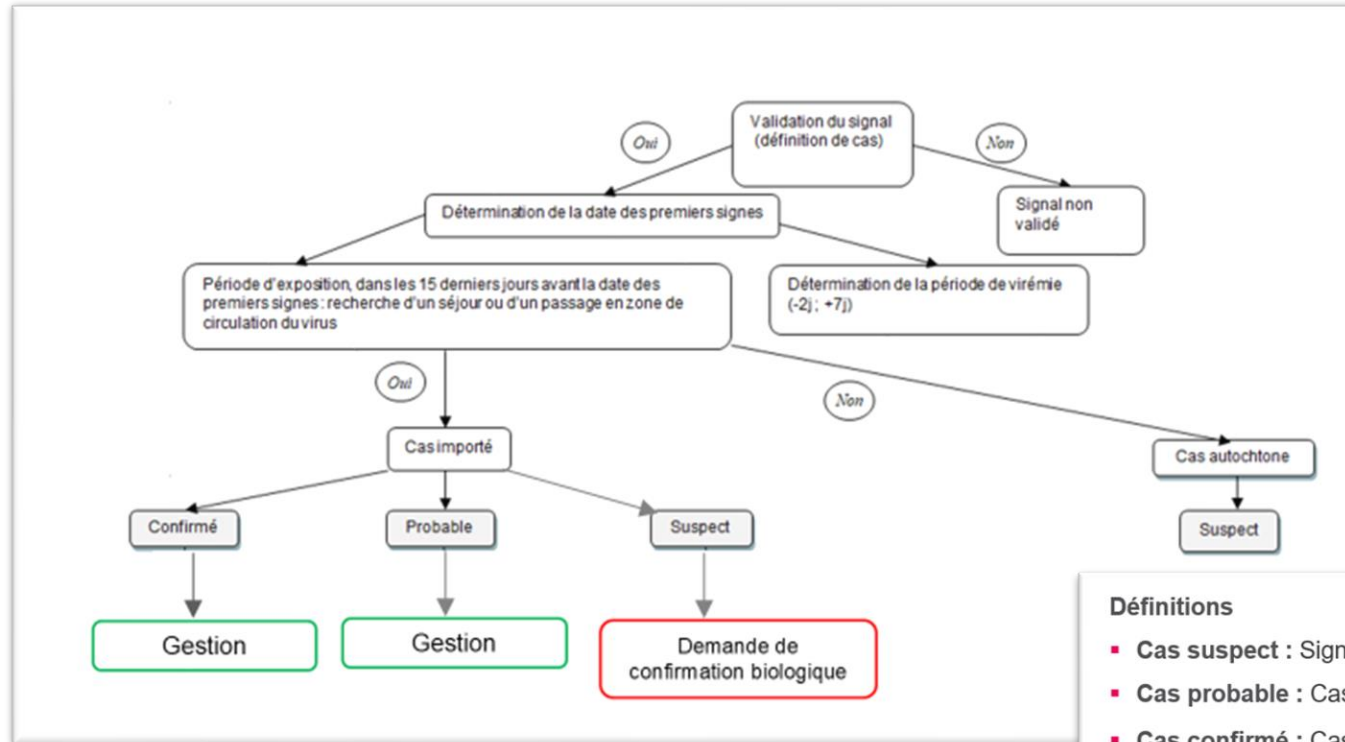 Validation du signal
(définition de cas)
Oui
Non
Détermination de la date des premiers signes
Signal non
validé
Période d'exposition, dans les 15 derniers jours avant la date des
premiers signes : recherche d'un séjour ou d'un passage en zone de
circulation du virus
Détermination de la période de virémie
(-2j ; +7j)
Oui
Non
Cas importé
Cas autochtone
Confirmé
Probable
Suspect
Suspect
Gestion
Gestion
Demande de
confirmation biologique
Définitions
▪ Cas suspect : Sign
▪ Cas probable : Cas
▪ Cas confirmé : Cas